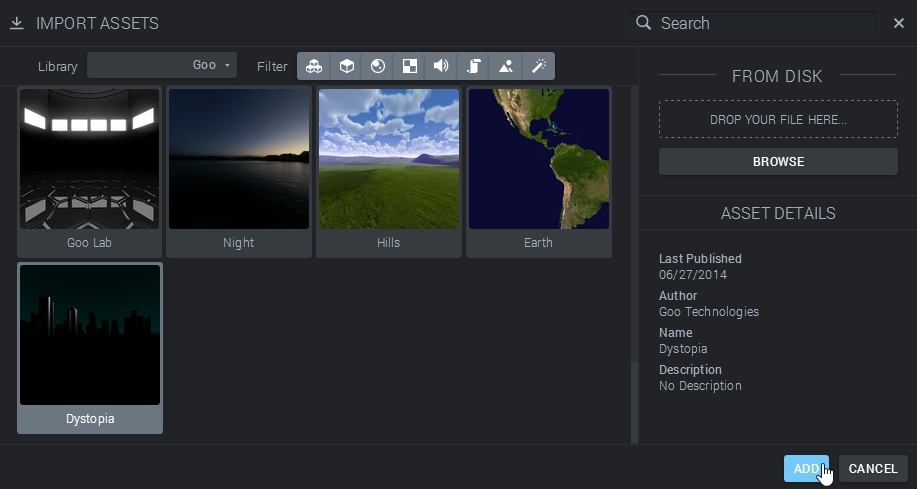 IMPORT ASSETS
Search
Library
Goo
Filter
Goo Lab
Night
Hills
Earth
Dystopia
FROM DISK
DROP YOUR FILE HERE...
BROWSE
ASSET DETAILS
Last Published
06/27/2014
Author
Goo Technologies
Name
Dystopia
Description
No Description
ADD
CANCEL